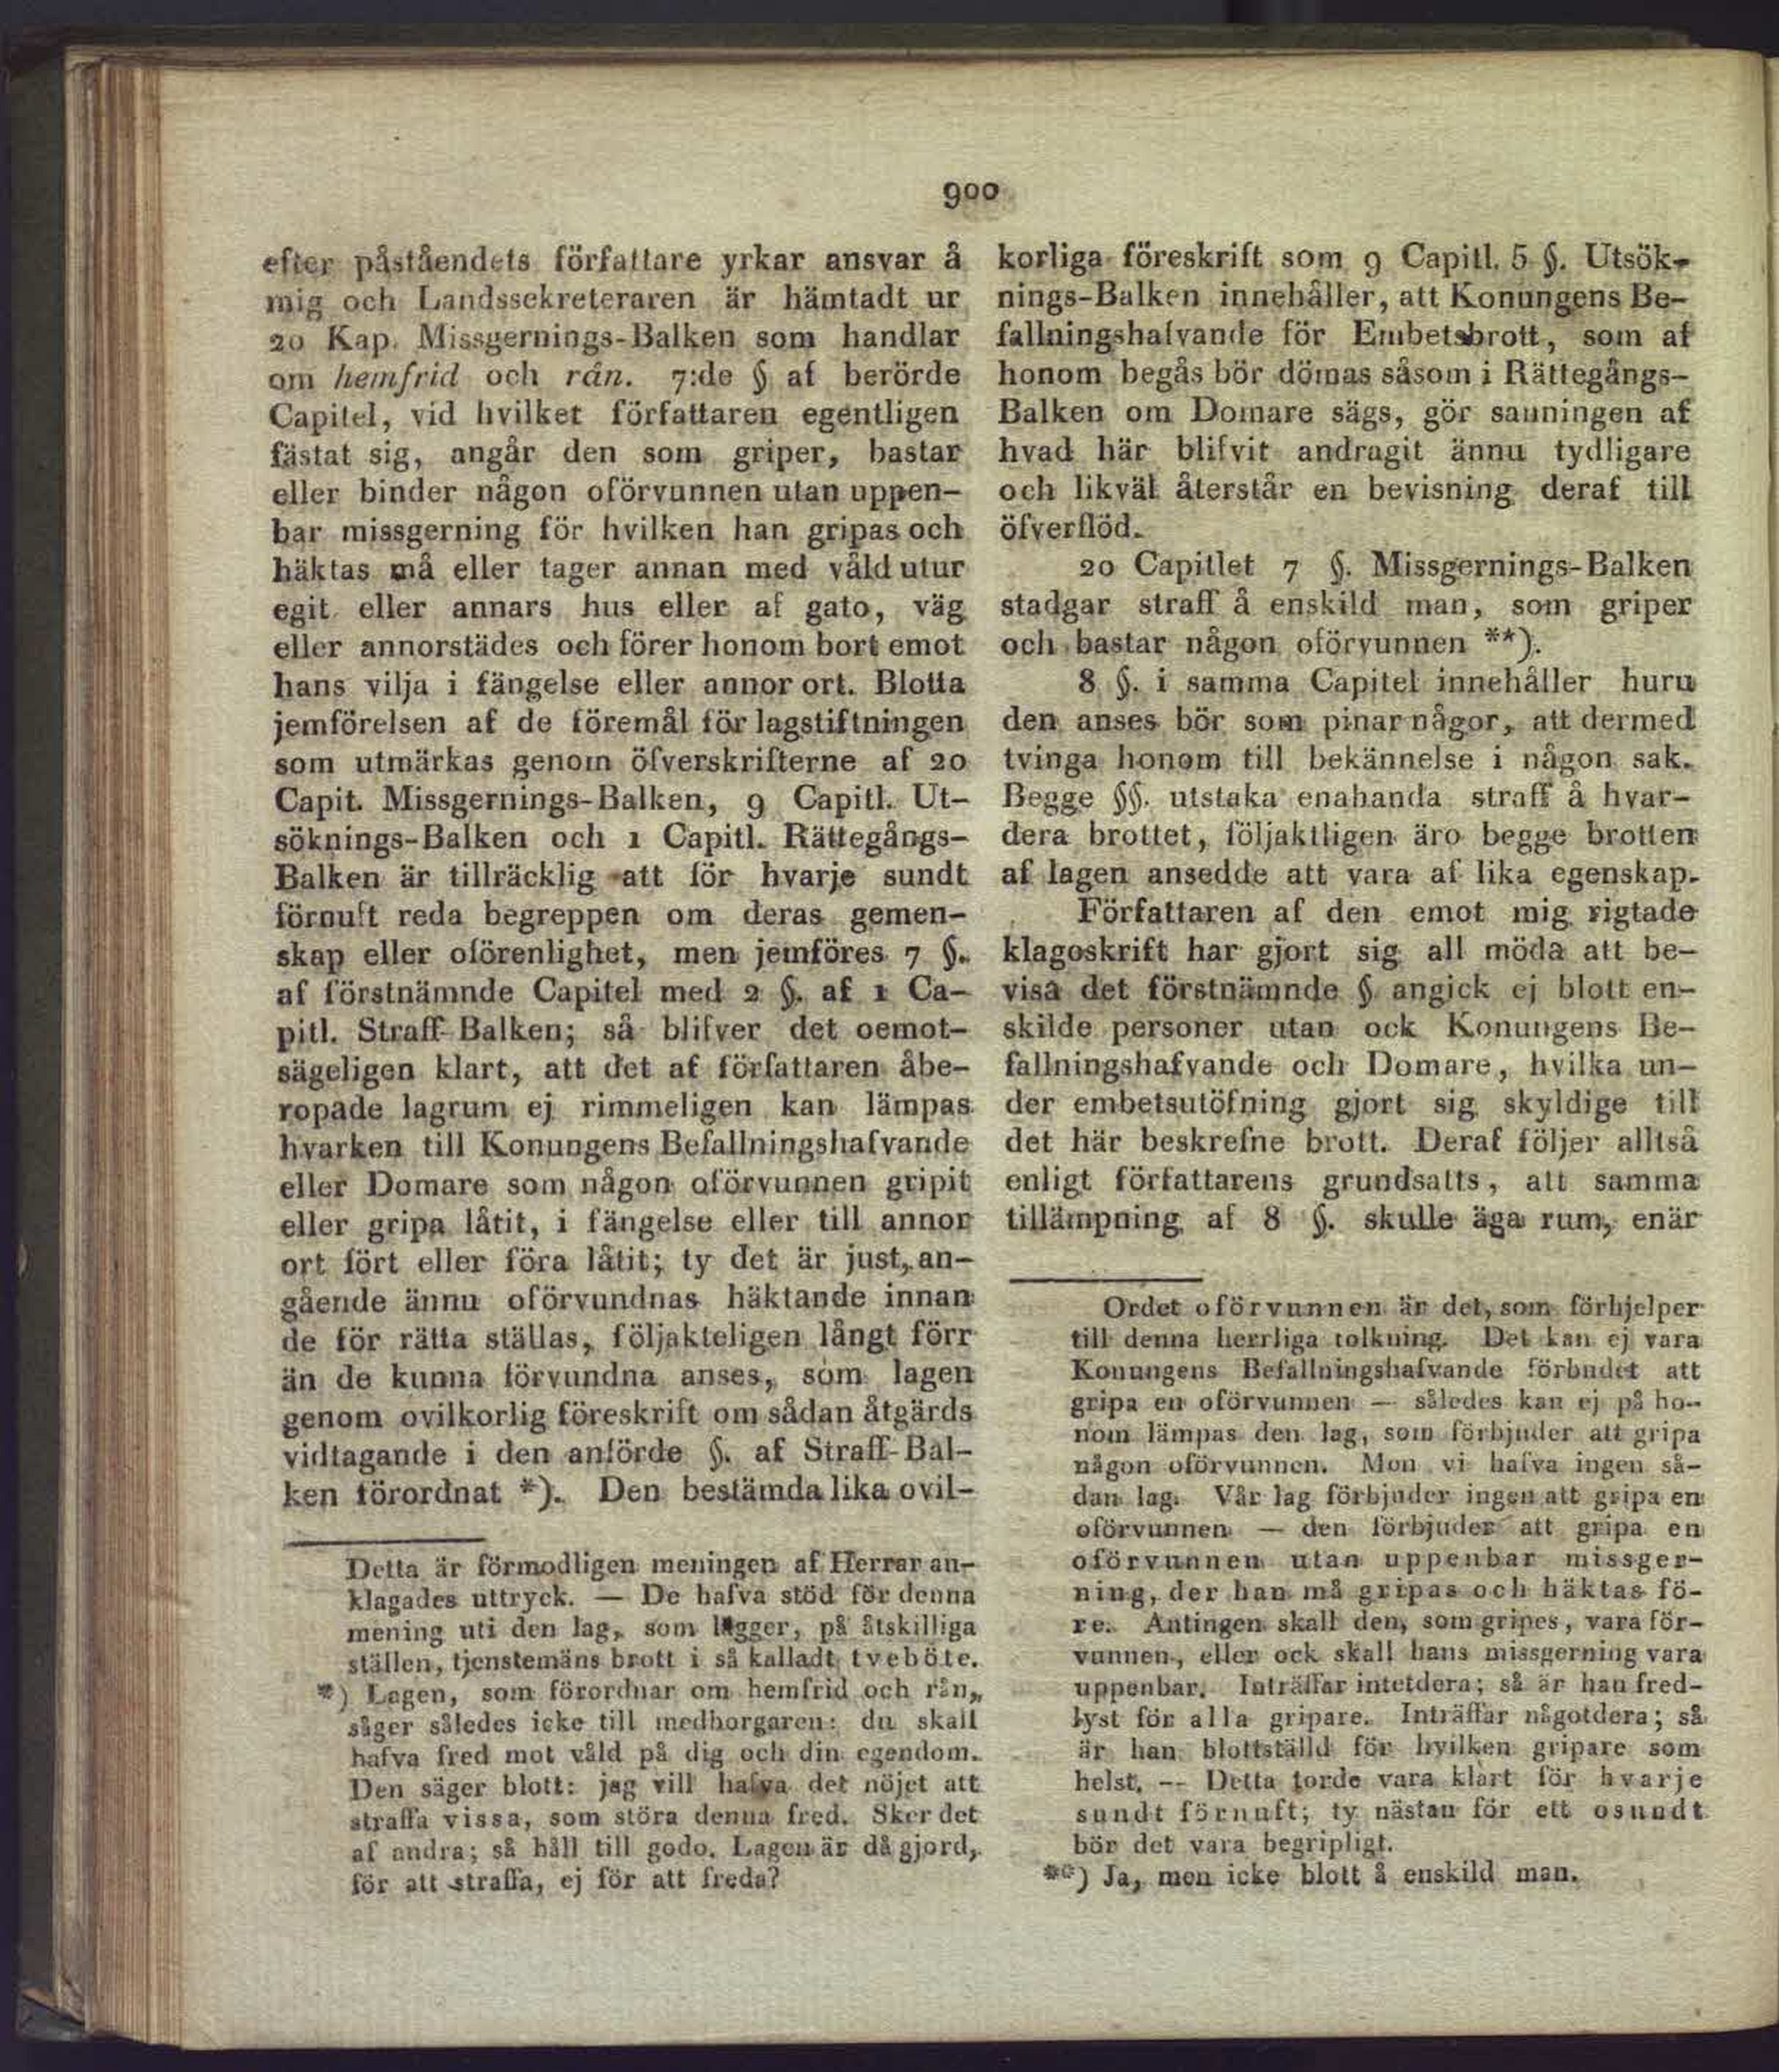 900
efter påståendets författare yrkar ansvar å
mig och Landssekreteraren är hämtadt ur
20 Kap. Missgernings-Balken som handlar
om hemfrid och rån. 7:de § af berörde
Capitel, vid hvilket författaren egentligen
fästat sig, angår den som griper, bastar
eller binder någon oförvunnen utan uppen-
bar missgerning för hvilken han gripas och
häktas må eller tager annan med våld utur
egit eller annars hus eller af gato, väg
eller annorstädes och förer honom bort emot
hans vilja i fängelse eller annor ort. Blotta
jemförelsen af de föremål för lagstiftningen
som utmärkas genom öfverskrifterne af 20
Capit. Missgernings-Balken, 9 Capitl. Ut-
söknings-Balken och 1 Capitl. Rättegångs-
Balken är tillräcklig att för hvarje sundt
förnuft reda begreppen om deras gemen-
skap eller oförenlighet, men jemföres 7 §.
af förstnämnde Capitel med 2 §. af 1 Ca-
pitl. Straff-Balken; så blifver det oemot-
sägeligen klart, att det af författaren åbe-
ropade lagrum ej rimmeligen kan lämpas
hvarken till Konungens Befallningshafvande
eller Domare som någon oförvunnen gripit
eller gripa låtit, i fängelse eller till annor
ort fört eller föra låtit; ty det är just, an-
gående ännu oförvundnas häktande innan
de för rätta ställas, följakteligen långt förr
än de kunna förvundna anses, som lagen
genom ovilkorlig föreskrift om sådan åtgärds
vidtagande i den anförde §. af Straff-Bal-
ken förordnat *). Den bestämda lika ovil-
Detta är förmodligen meningen af Herrar an-
klagades uttryck. — De hafva stöd för denna
mening uti den lag, som lägger, på åtskilliga
ställen, tjenstemäns brott i så kalladt tveböte.
*) Lagen, som förordnar om hemfrid och rån,
säger således icke till medborgaren: du skall
hafva fred mot våld på dig och din egendom.
Den säger blott: jag vill hafva det nöjet att
straffa vissa, som störa denna fred. Sker det
af andra; så håll till godo. Lagen är då gjord,
för att straffa, ej för att freda?
korliga föreskrift som 9 Capitl. 5 §. Utsök-
nings-Balken innehåller, att Konungens Be-
fallningshafvande för Embetsbrott, som af
honom begås bör dömas såsom i Rättegångs-
Balken om Domare sägs, gör sanningen af
hvad här blifvit andragit ännu tydligare
och likväl återstår en bevisning deraf till
öfverflöd.
20 Capitlet 7 §. Missgernings-Balken
stadgar straff å enskild man, som griper
och bastar någon oförvunnen **).
8 §. i samma Capitel innehåller huru
den anses bör som pinar någor, att dermed
tvinga honom till bekännelse i någon sak.
Begge §§. utstaka enahanda straff å hvar-
dera brottet, följaktligen äro begge brotten
af lagen ansedde att vara af lika egenskap.
Författaren af den emot mig rigtade
klagoskrift har gjort sig all möda att be-
visa det förstnämnde § angick ej blott en-
skilde personer utan ock Konungens Be-
fallningshafvande och Domare, hvilka un-
der embetsutöfning gjort sig skyldige till
det här beskrefne brott. Deraf följer alltså
enligt författarens grundsatts, att samma
tillämpning af 8 §. skulle äga rum, enär
Ordet oförvunnen är det, som förhjelper
till denna herrliga tolkning. Det kan ej vara
Konungens Befallningshafvande förbudet att
gripa en oförvunnen — således kan ej på ho-
nom lämpas den lag, som förbjuder att gripa
någon oförvunnen. Mon vi hafva ingen så-
dan lag. Vår lag förbjuder ingen att gripa en
oförvunnen — den förbjuder att gripa en
oförvunnen utan uppenbar missger-
ning, der han må gripas och häktas fö-
re. Antingen skall den, som gripes, vara för-
vunnen, eller ock skall hans missgerning vara
uppenbar. Inträffar intetdera; så är han fred-
lyst för alla gripare. Inträffar någotdera; så
är han blottställd för hvilken gripare som
helst. -- Detta torde vara klart för hvarje
sundt förnuft; ty nästan för ett osundt
bör det vara begripligt.
**) Ja, men icke blott å enskild man.